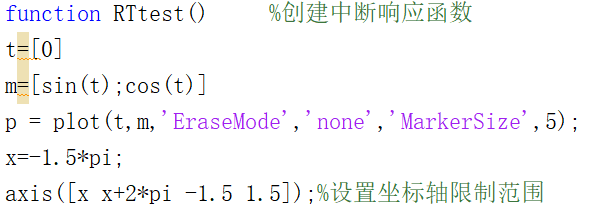 function RTtest()      %创建中断响应函数
t=[0]
m=[sin(t);cos(t)]
p = plot(t,m,'EraseMode','none','MarkerSize',5);
x=-1.5*pi;
axis([x x+2*pi -1.5 1.5]);%设置坐标轴限制范围